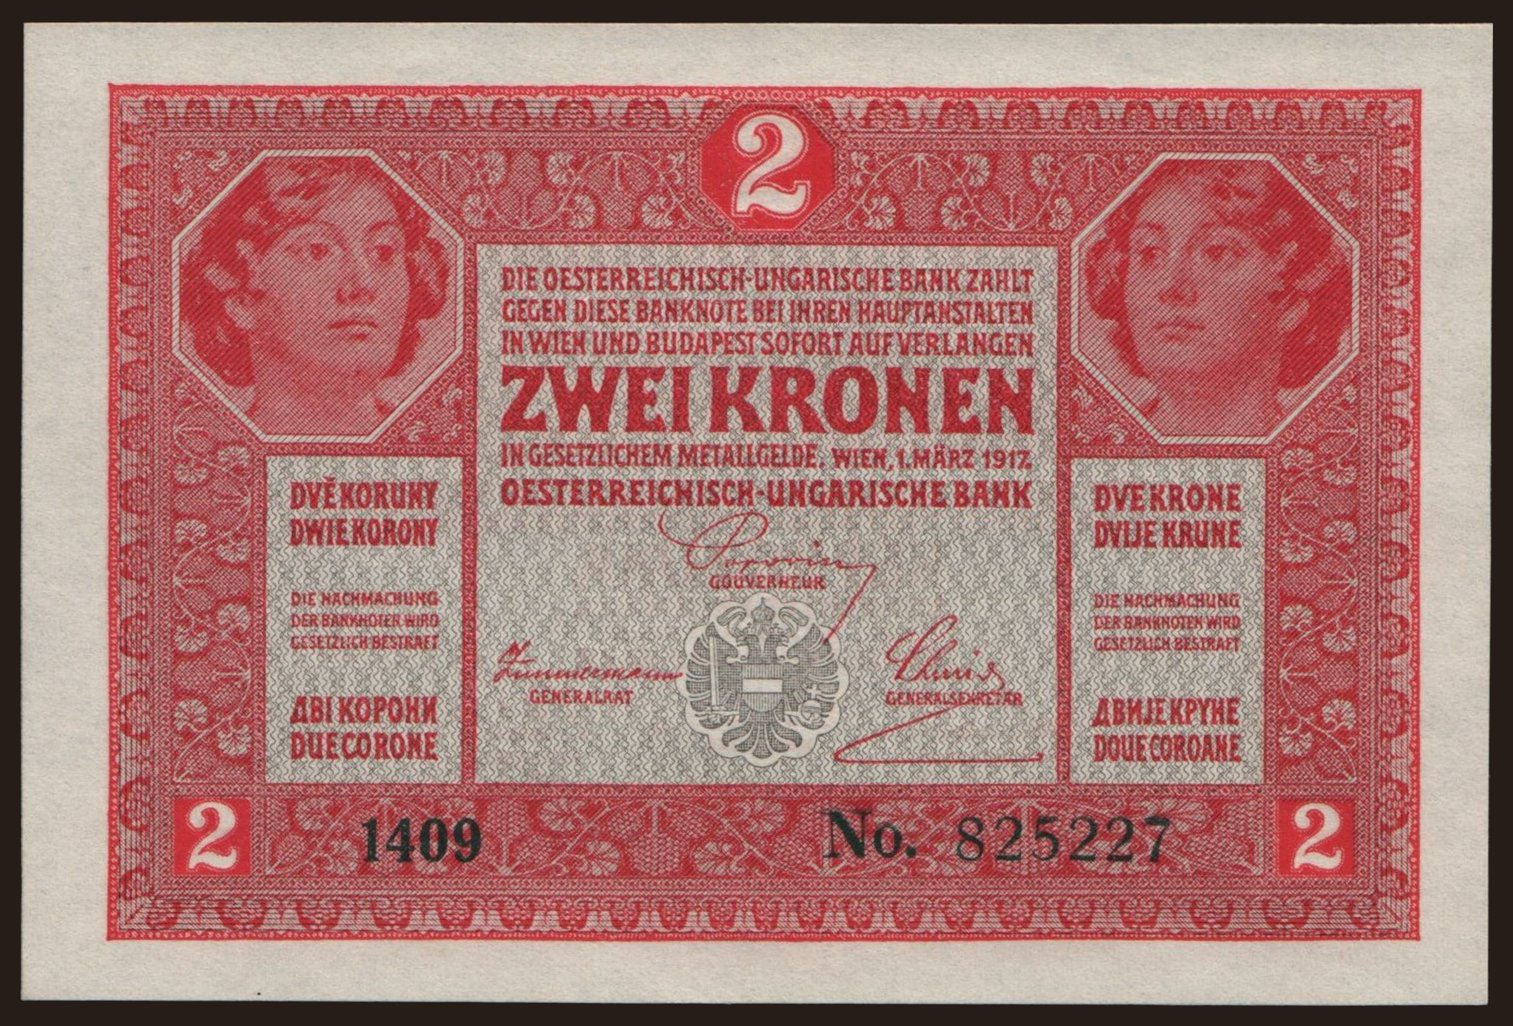 2
DIE OESTERREICHISCH-UNGARISCHE BANK ZAHLT
GEGEN DIESE BANKNOTE BEI IHREN HAUPTANSTALTEN
IN WIEN UND BUDAPEST SOFORT AUF VERLANGEN
ZWEI KRONEN
IN GESETZLICHEM METALLGELDE. WIEN, 1. MÄRZ 1917.
OESTERREICHISCH-UNGARISCHE BANK
Popovics
GOUVERNEUR
GENERALRAT
GENERALSEKRETÄR
DVĚ KORUNY
DWIE KORONY
DIE NACHMACHUNG
DER BANKNOTEN WIRD
GESETZLICH BESTRAFT
ДВІ КОРОНИ
DUE CORONE
DVE KRONE
DVIJE KRUNE
DIE NACHMACHUNG
DER BANKNOTEN WIRD
GESETZLICH BESTRAFT
ДВИЈЕ КРУНЕ
DOUE COROANE
2
1409
No. 825227
2